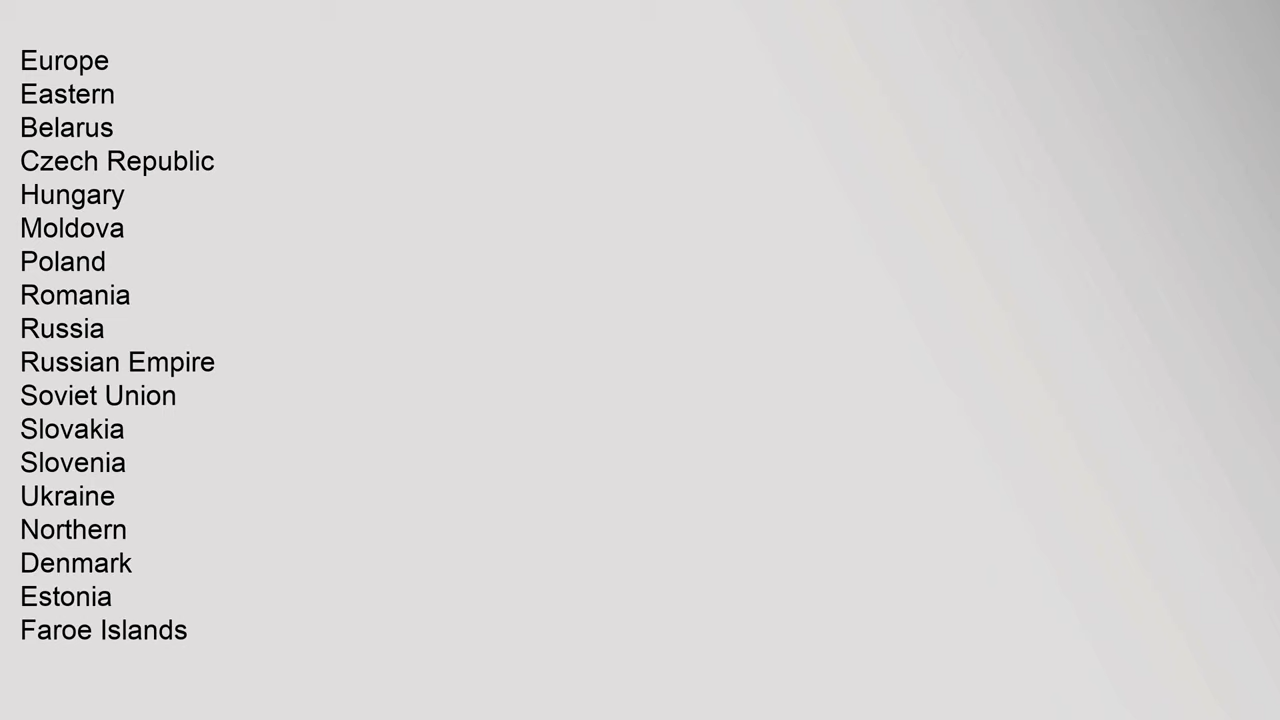 Europe
Eastern
Belarus
Czech Republic
Hungary
Moldova
Poland
Romania
Russia
Russian Empire
Soviet Union
Slovakia
Slovenia
Ukraine
Northern
Denmark
Estonia
Faroe Islands